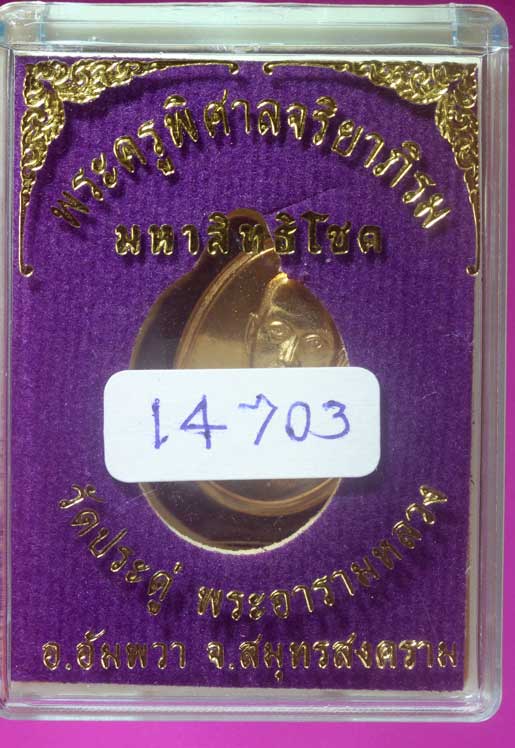 พระครูพิศาลจริยาภิรม
มหาสิทธิโชค
14703
วัดประดู่ พระอารามหลวง
อ.อัมพวา จ.สมุทรสงคราม